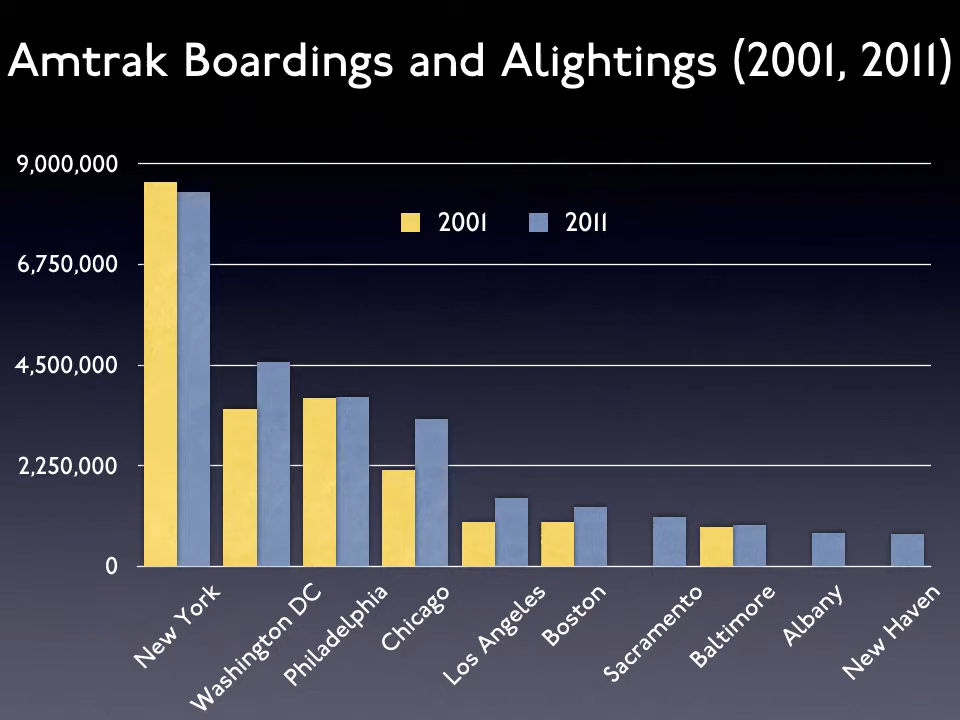 Amtrak Boardings and Alightings (2001, 2011)
9,000,000
2001 2011
6,750,000
4,500,000
2,250,000
0
New York
Washington DC
Philadelphia
Chicago
Los Angeles
Boston
Sacramento
Baltimore
Albany
New Haven